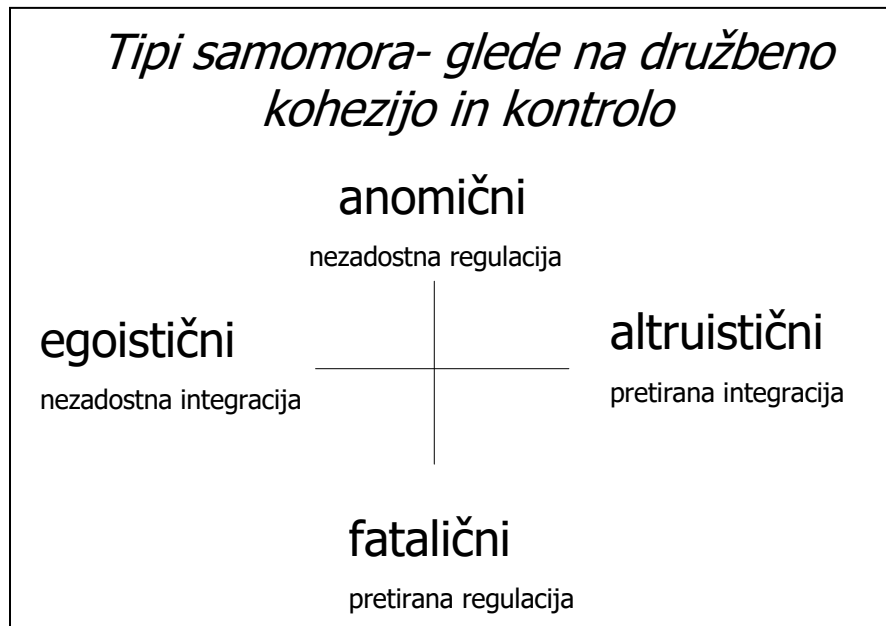 Tipi samomora- glede na družbeno
kohezijo in kontrolo
anomični
nezadostna regulacija
egoistični
nezadostna integracija
altruistični
pretirana integracija
fatalični
pretirana regulacija